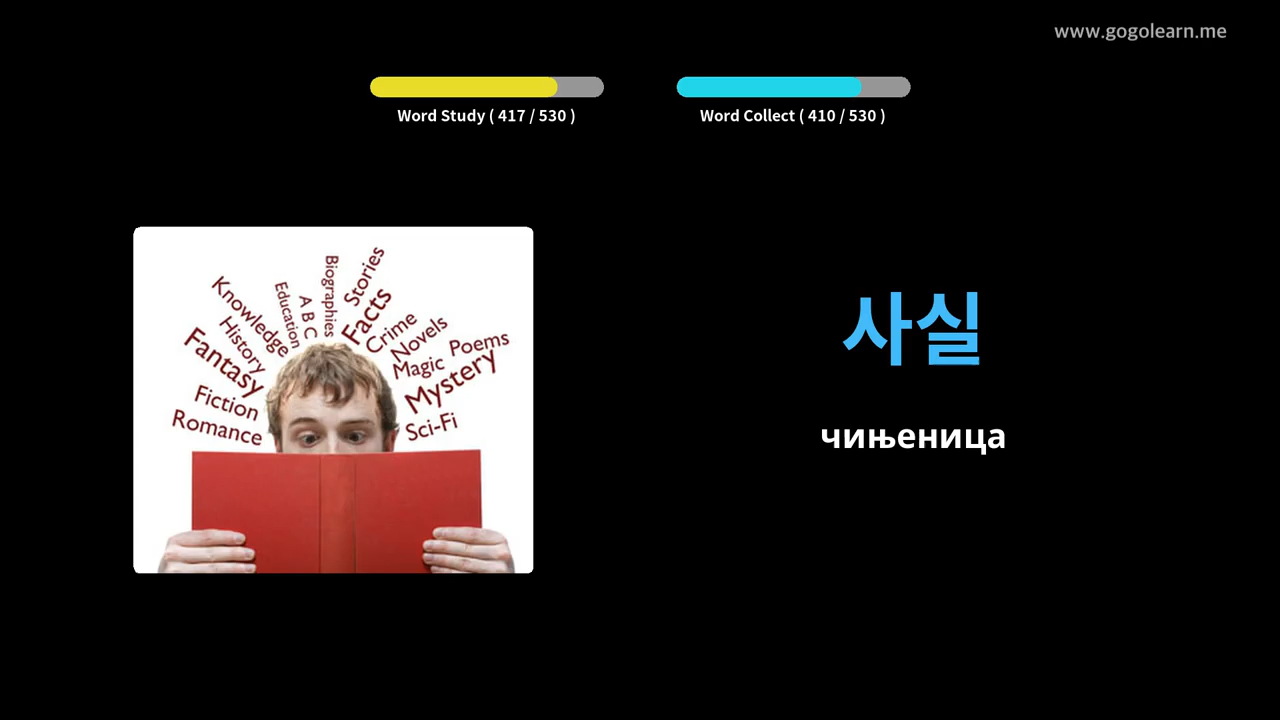 www.gogolearn.me
Word Study ( 417 / 530 )
Word Collect ( 410 / 530 )
Biographies
Stories
Education
A B C
Facts
Knowledge
Crime
History
Novels
Fantasy
Magic
Poems
Mystery
Fiction
Romance
Sci-Fi
사실
чињеница